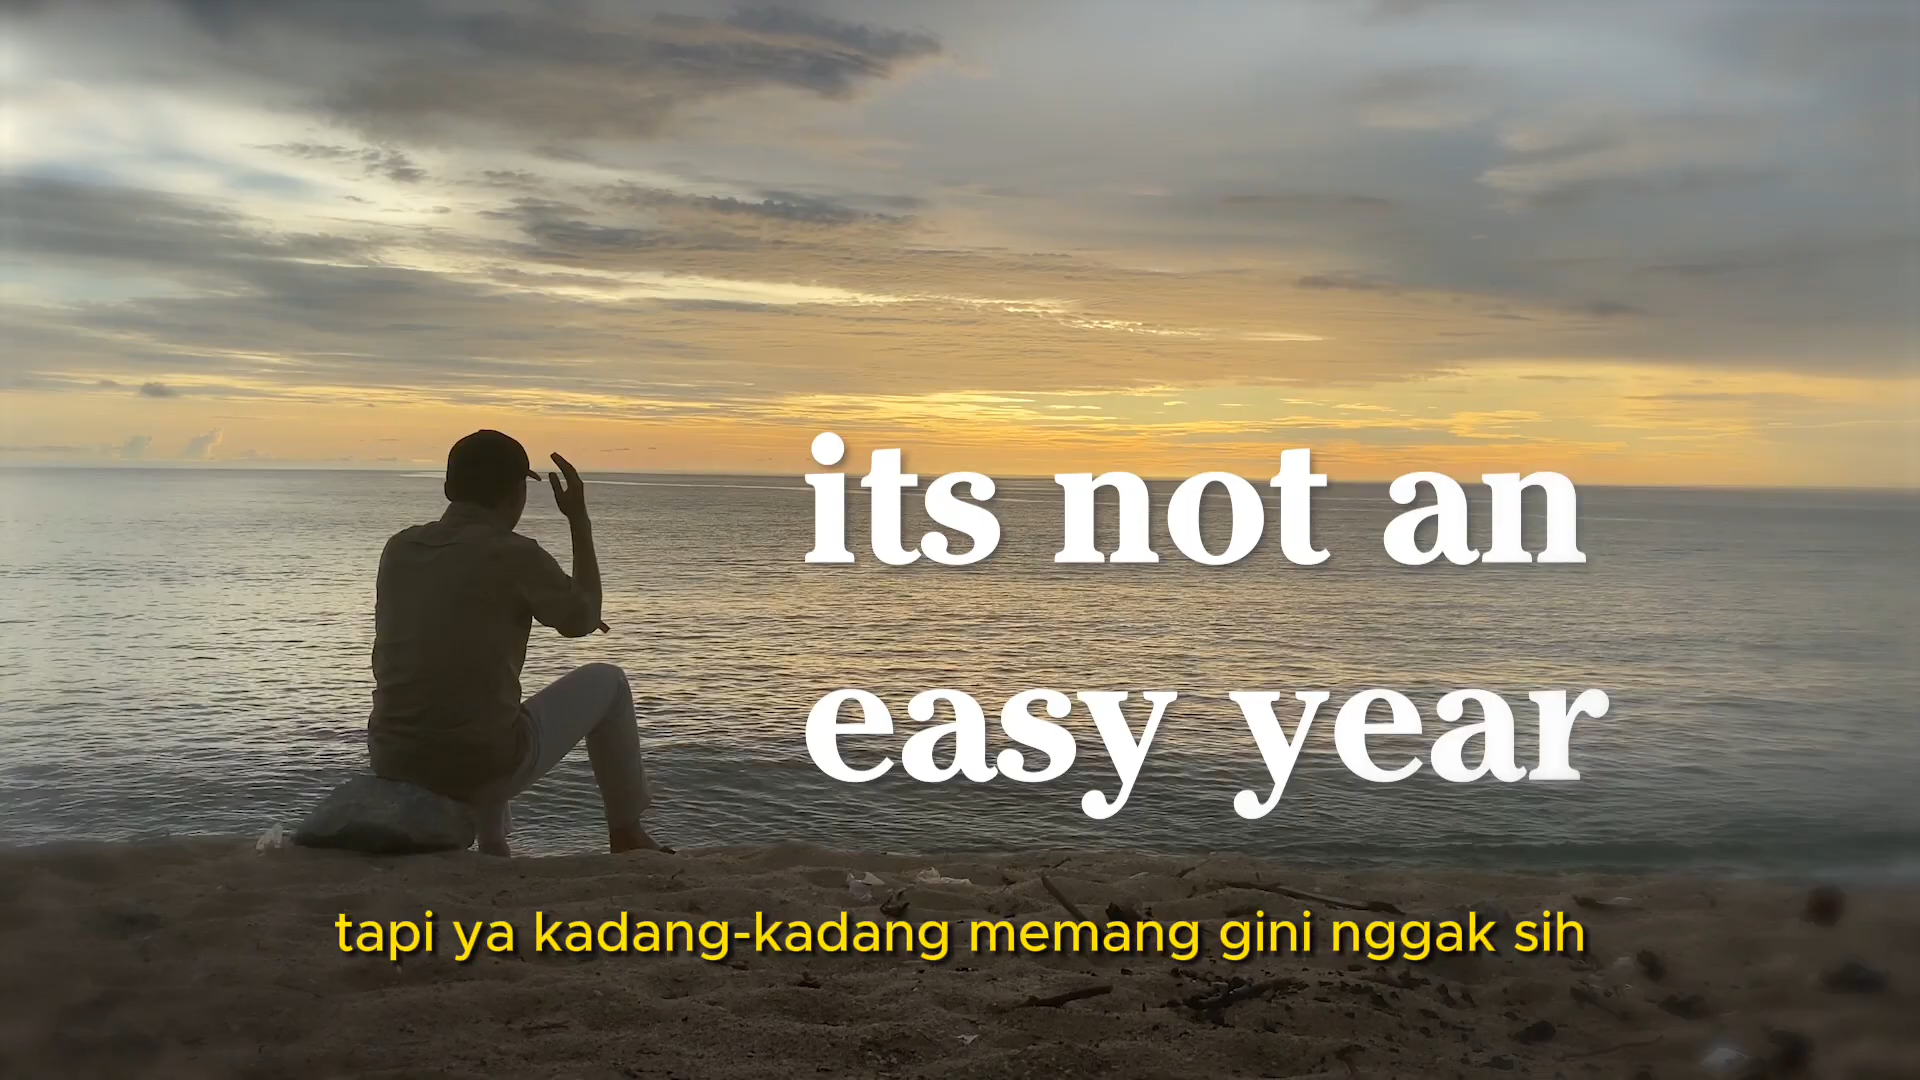 its not an
easy year
tapi ya kadang-kadang memang gini nggak sih